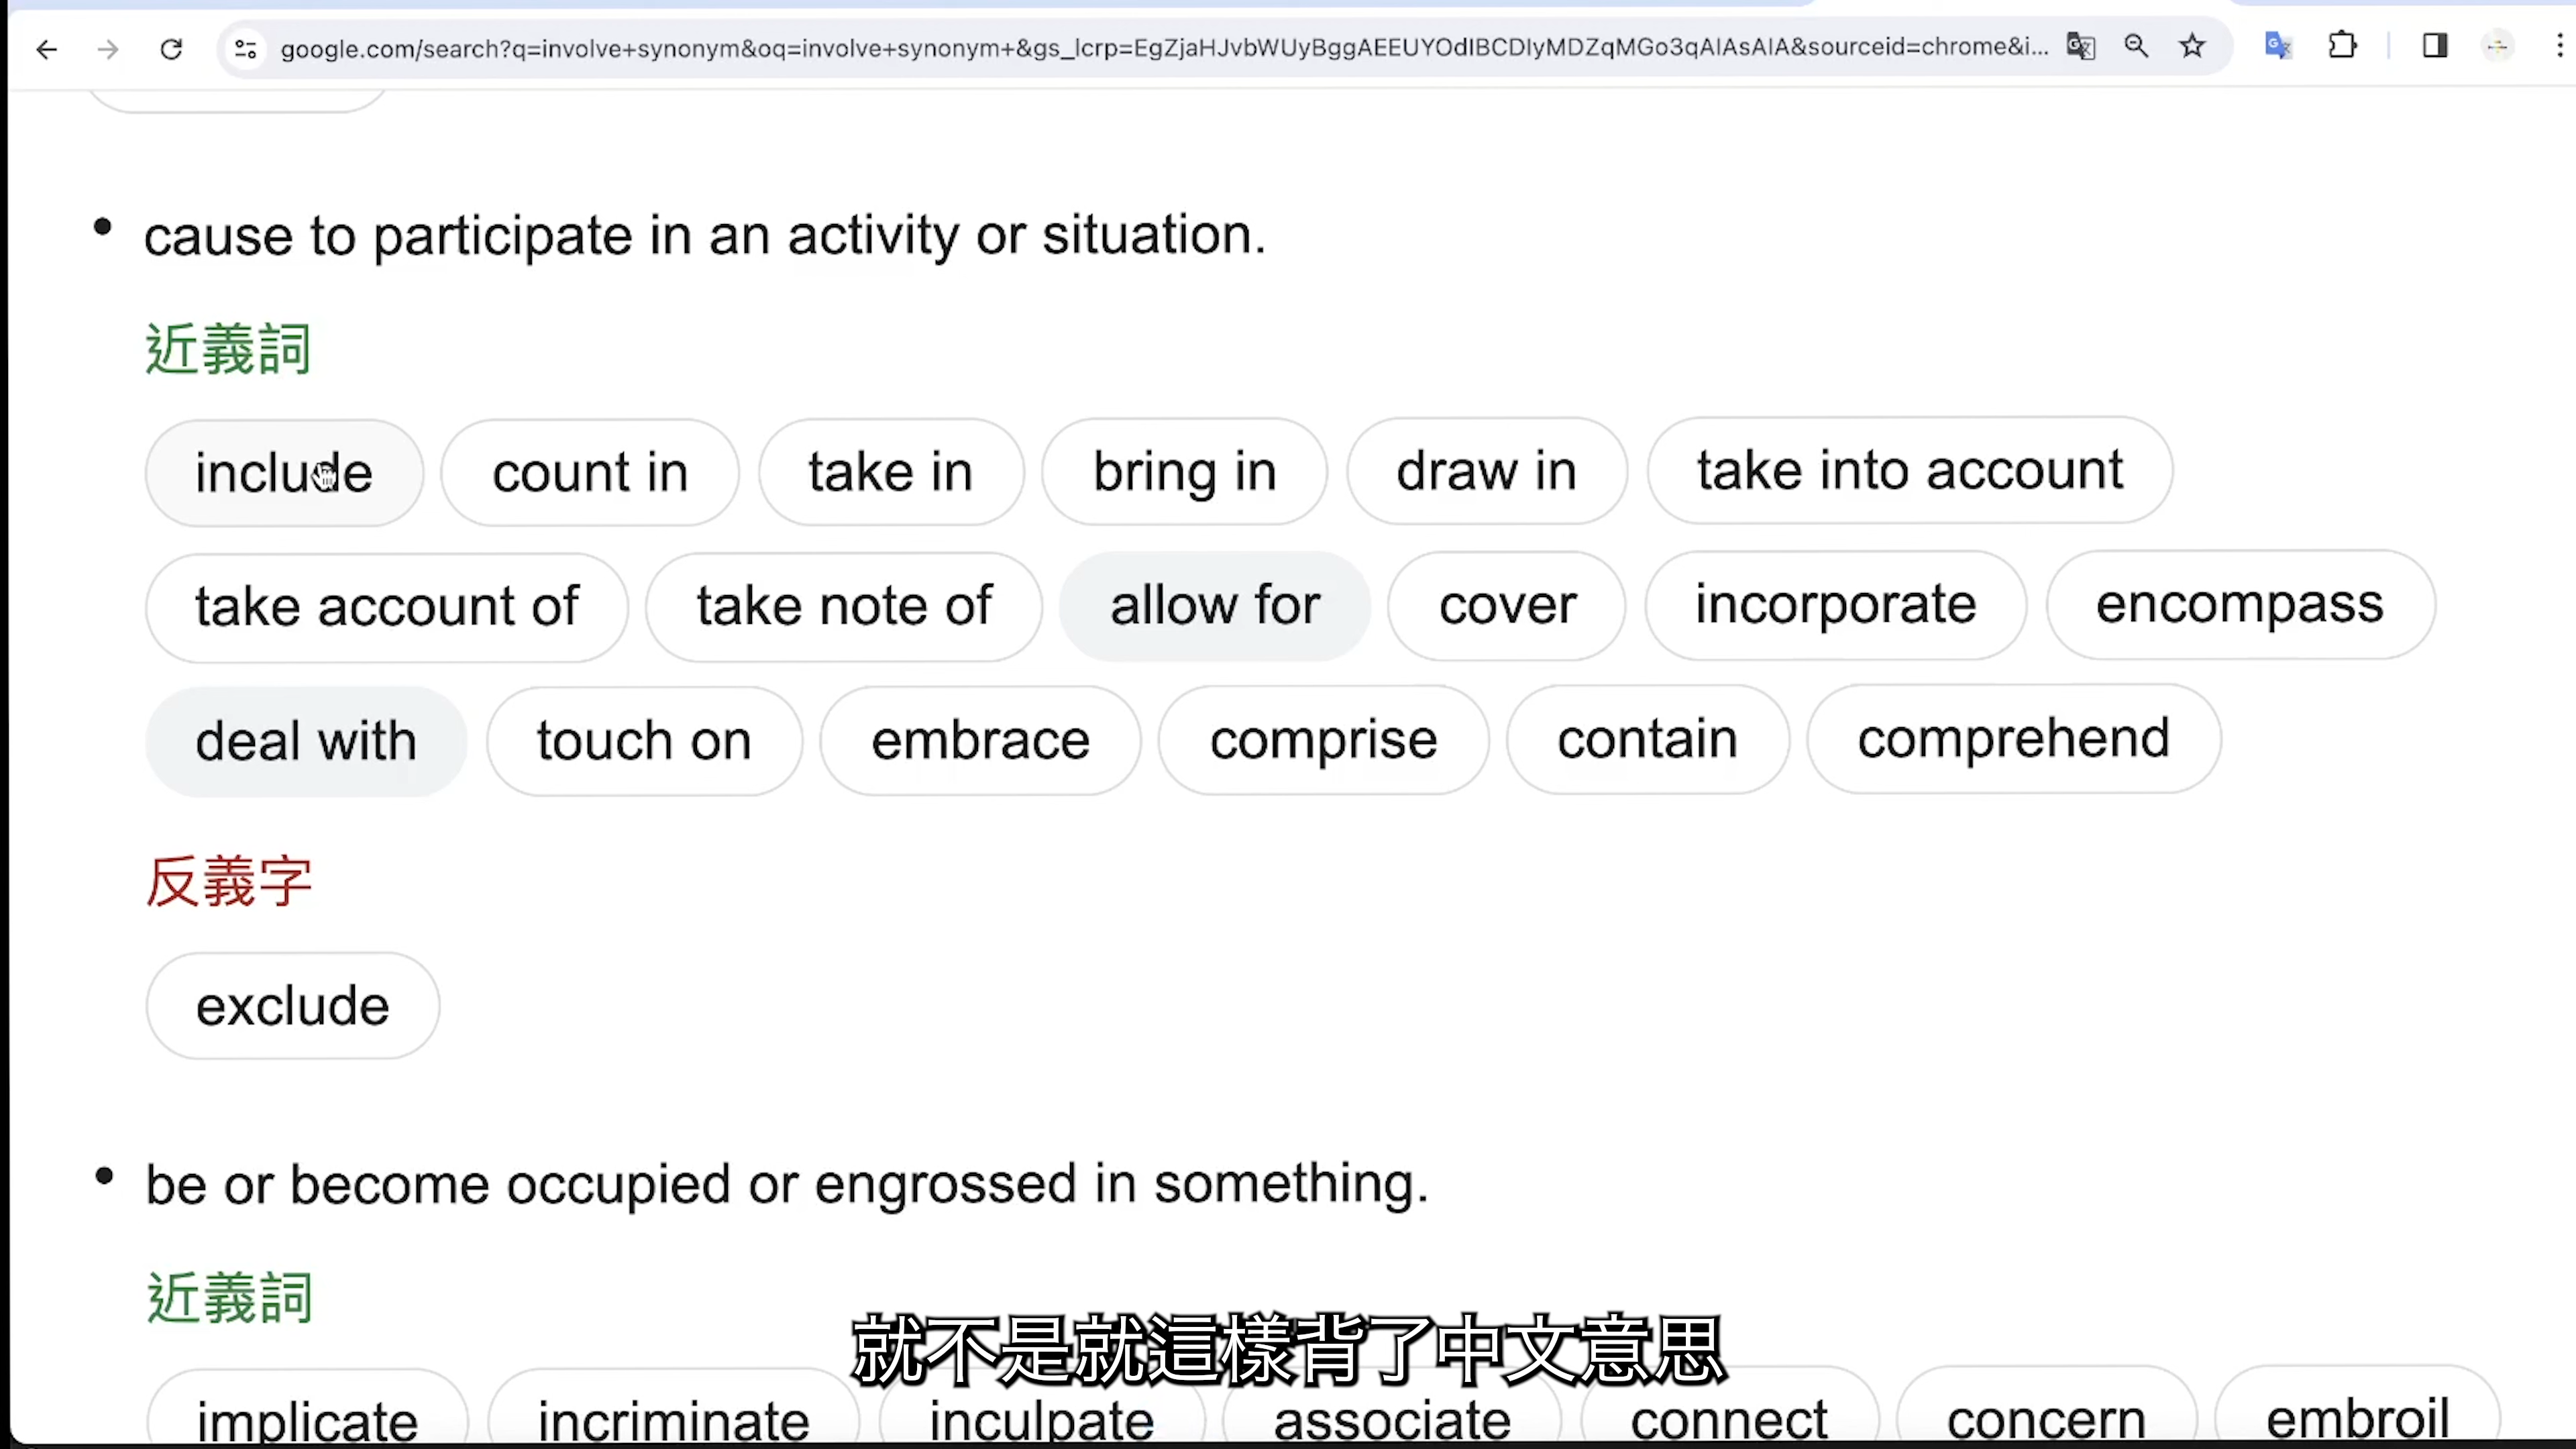 google.com/search?q=involve+synonym&oq=involve+synonym+&gs_lcrp=EgZjaHJvbWUyBggAEEUYOdIBCDIyMDZqMGo3qAIAsAIA&sourceid=chrome&i...
• cause to participate in an activity or situation.
近義詞
include count in take in bring in draw in take into account
take account of take note of allow for cover incorporate encompass
deal with touch on embrace comprise contain comprehend
反義字
exclude
• be or become occupied or engrossed in something.
近義詞
就不是就這樣背了中文意思
implicate incriminate inculpate associate connect concern embroil